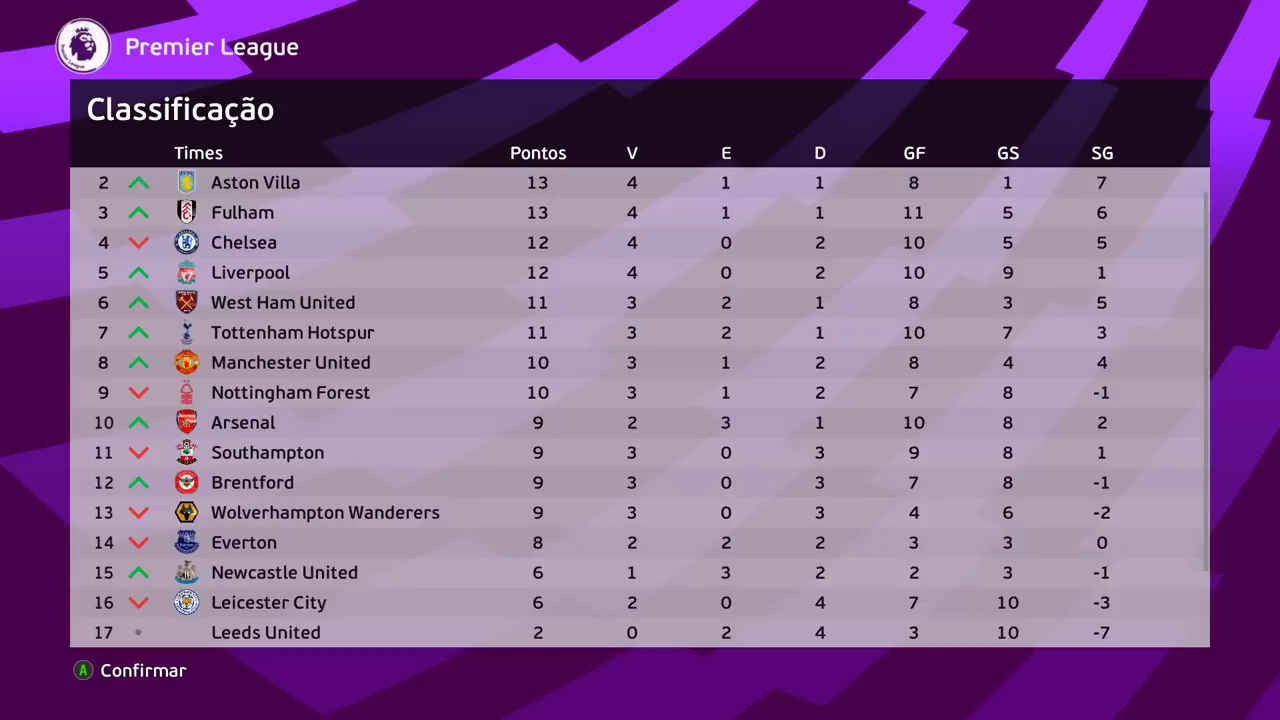 Premier League
Classificação
Times Pontos V E D GF GS SG
2 Aston Villa 13 4 1 1 8 1 7
3 Fulham 13 4 1 1 11 5 6
4 Chelsea 12 4 0 2 10 5 5
5 Liverpool 12 4 0 2 10 9 1
6 West Ham United 11 3 2 1 8 3 5
7 Tottenham Hotspur 11 3 2 1 10 7 3
8 Manchester United 10 3 1 2 8 4 4
9 Nottingham Forest 10 3 1 2 7 8 -1
10 Arsenal 9 2 3 1 10 8 2
11 Southampton 9 3 0 3 9 8 1
12 Brentford 9 3 0 3 7 8 -1
13 Wolverhampton Wanderers 9 3 0 3 4 6 -2
14 Everton 8 2 2 2 3 3 0
15 Newcastle United 6 1 3 2 2 3 -1
16 Leicester City 6 2 0 4 7 10 -3
17 Leeds United 2 0 2 4 3 10 -7
A Confirmar